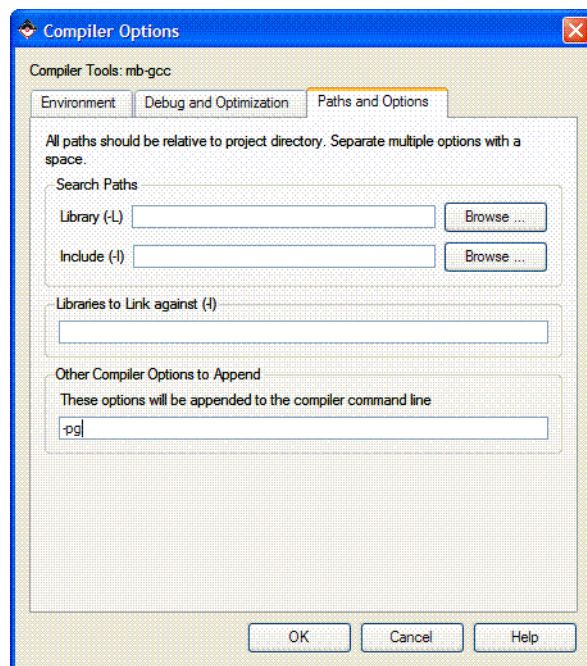 Compiler Options
Compiler Tools: mb-gcc
Environment Debug and Optimization Paths and Options
All paths should be relative to project directory. Separate multiple options with a
space.
Search Paths
Library (-L) Browse ...
Include (-I) Browse ...
Libraries to Link against (-l)
Other Compiler Options to Append
These options will be appended to the compiler command line
-pg
OK Cancel Help